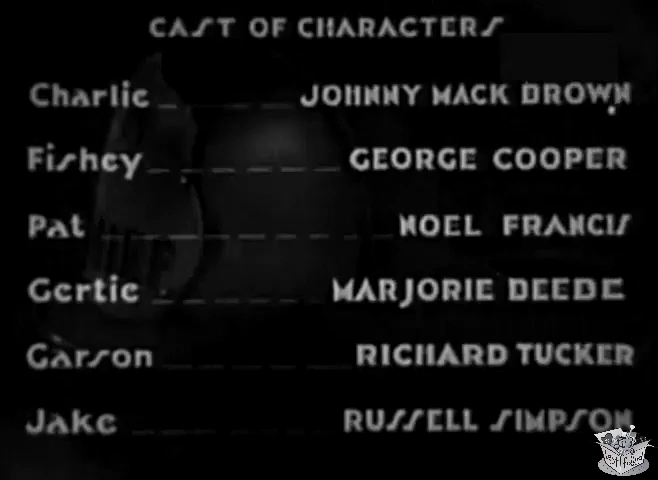 CAST OF CHARACTERS
Charlie _ _ _ _ _ JOHNNY MACK BROWN
Fishey _ _ _ _ _ _ GEORGE COOPER
Pat _ _ _ _ _ _ _ _ NOEL FRANCIS
Gertie _ _ _ _ _ MARJORIE BEEBE
Garson _ _ _ _ _ RICHARD TUCKER
Jake _ _ _ _ _ _ RUSSELL SIMPSON